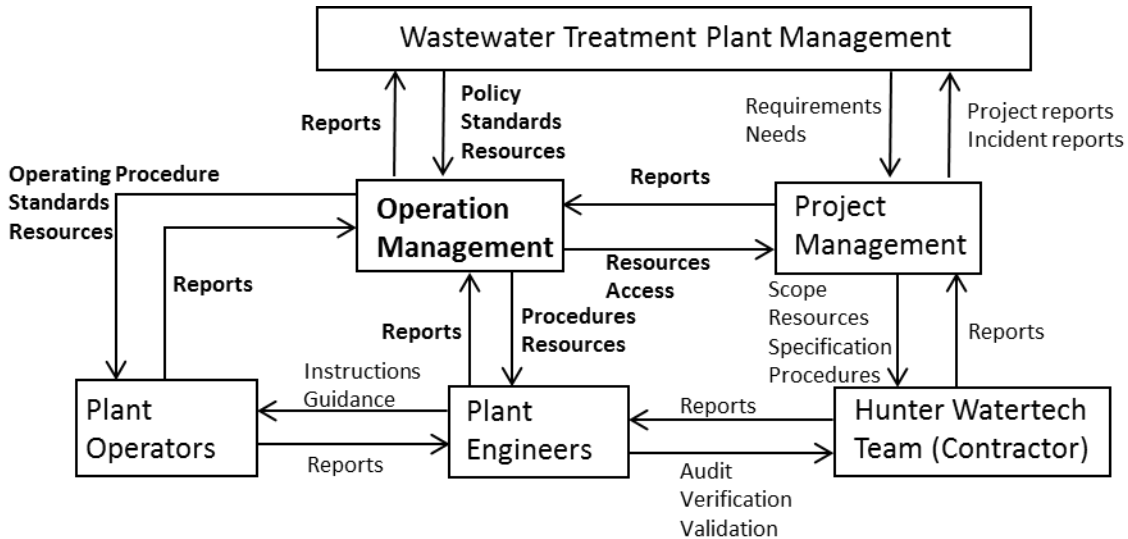 Wastewater Treatment Plant Management
Reports
Policy
Standards
Resources
Requirements
Needs
Project reports
Incident reports
Operating Procedure
Standards
Resources
Reports
Operation
Management
Reports
Resources
Access
Project
Management
Reports
Procedures
Resources
Scope
Resources
Specification
Procedures
Reports
Instructions
Guidance
Plant
Operators
Reports
Plant
Engineers
Reports
Audit
Verification
Validation
Hunter Watertech
Team (Contractor)